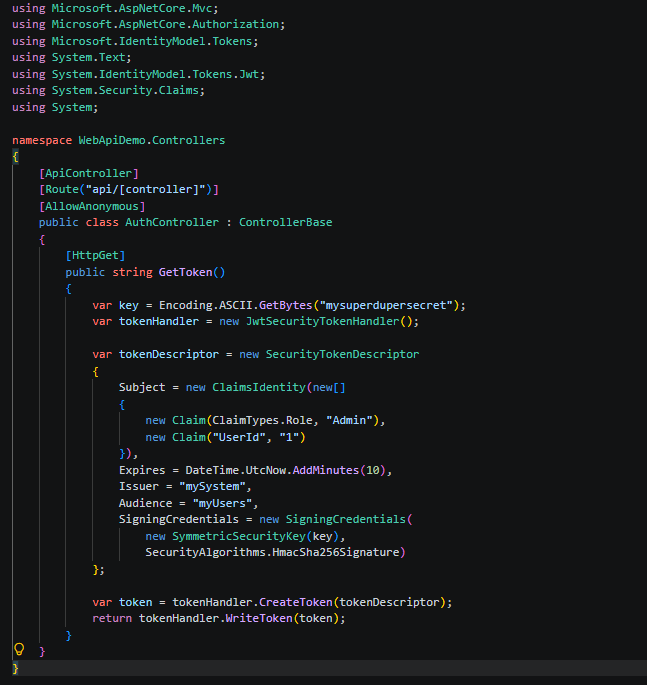 using Microsoft.AspNetCore.Mvc;
using Microsoft.AspNetCore.Authorization;
using Microsoft.IdentityModel.Tokens;
using System.Text;
using System.IdentityModel.Tokens.Jwt;
using System.Security.Claims;
using System;

namespace WebApiDemo.Controllers
{
    [ApiController]
    [Route("api/[controller]")]
    [AllowAnonymous]
    public class AuthController : ControllerBase
    {
        [HttpGet]
        public string GetToken()
        {
            var key = Encoding.ASCII.GetBytes("mysuperdupersecret");
            var tokenHandler = new JwtSecurityTokenHandler();

            var tokenDescriptor = new SecurityTokenDescriptor
            {
                Subject = new ClaimsIdentity(new[]
                {
                    new Claim(ClaimTypes.Role, "Admin"),
                    new Claim("UserId", "1")
                }),
                Expires = DateTime.UtcNow.AddMinutes(10),
                Issuer = "mySystem",
                Audience = "myUsers",
                SigningCredentials = new SigningCredentials(
                    new SymmetricSecurityKey(key),
                    SecurityAlgorithms.HmacSha256Signature)
            };

            var token = tokenHandler.CreateToken(tokenDescriptor);
            return tokenHandler.WriteToken(token);
        }
    }
}